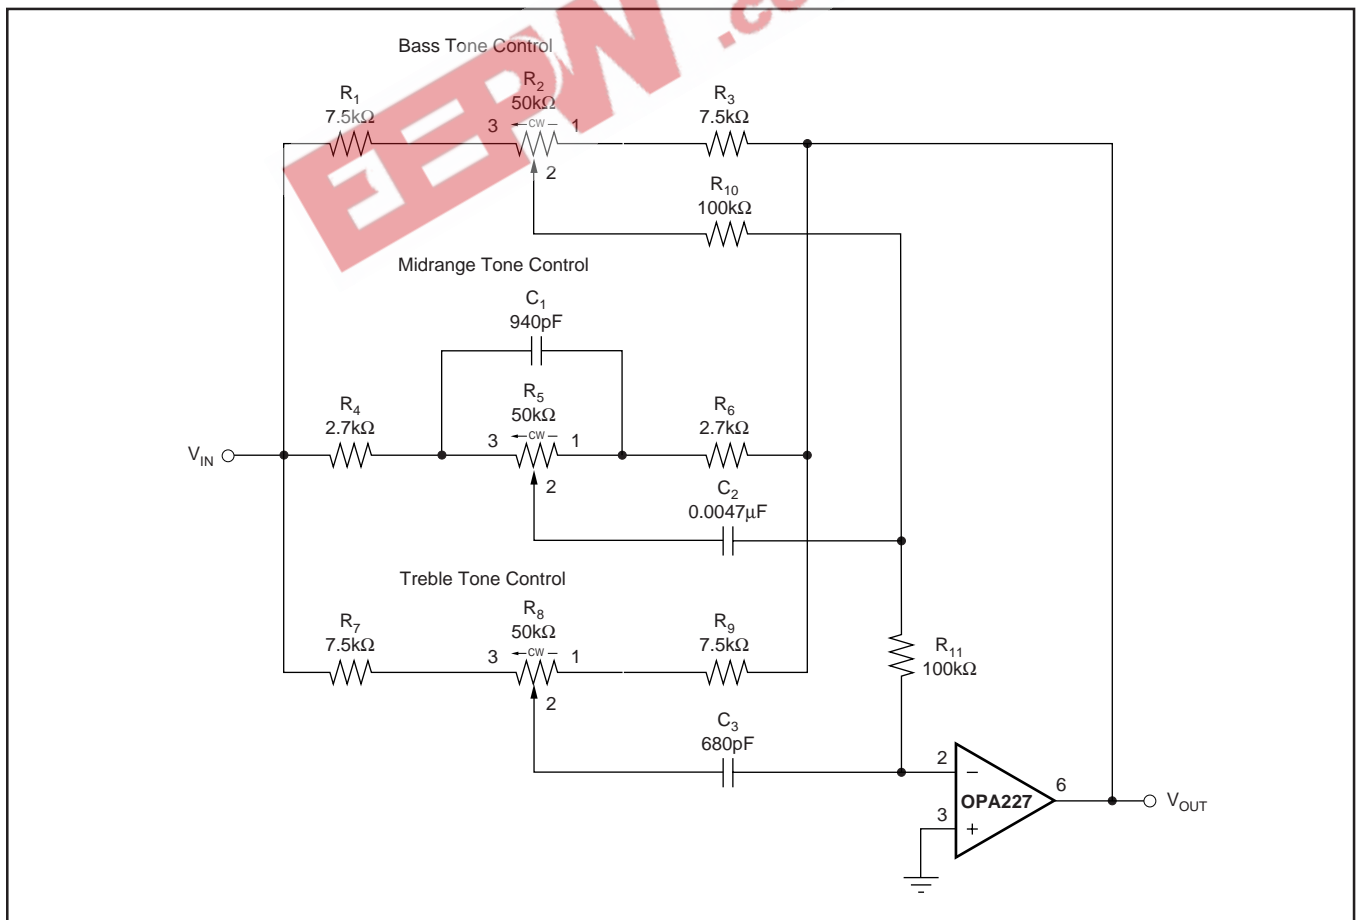 Bass Tone Control
R1
7.5kΩ
R2
50kΩ
R3
7.5kΩ
3 CW 1
2
R10
100kΩ
Midrange Tone Control
C1
940pF
R4
2.7kΩ
R5
50kΩ
R6
2.7kΩ
3 CW 1
2
VIN
C2
0.0047μF
Treble Tone Control
R7
7.5kΩ
R8
50kΩ
R9
7.5kΩ
3 CW 1
2
R11
100kΩ
C3
680pF
2
−
OPA227
6
3
+
VOUT
EEPW
.co